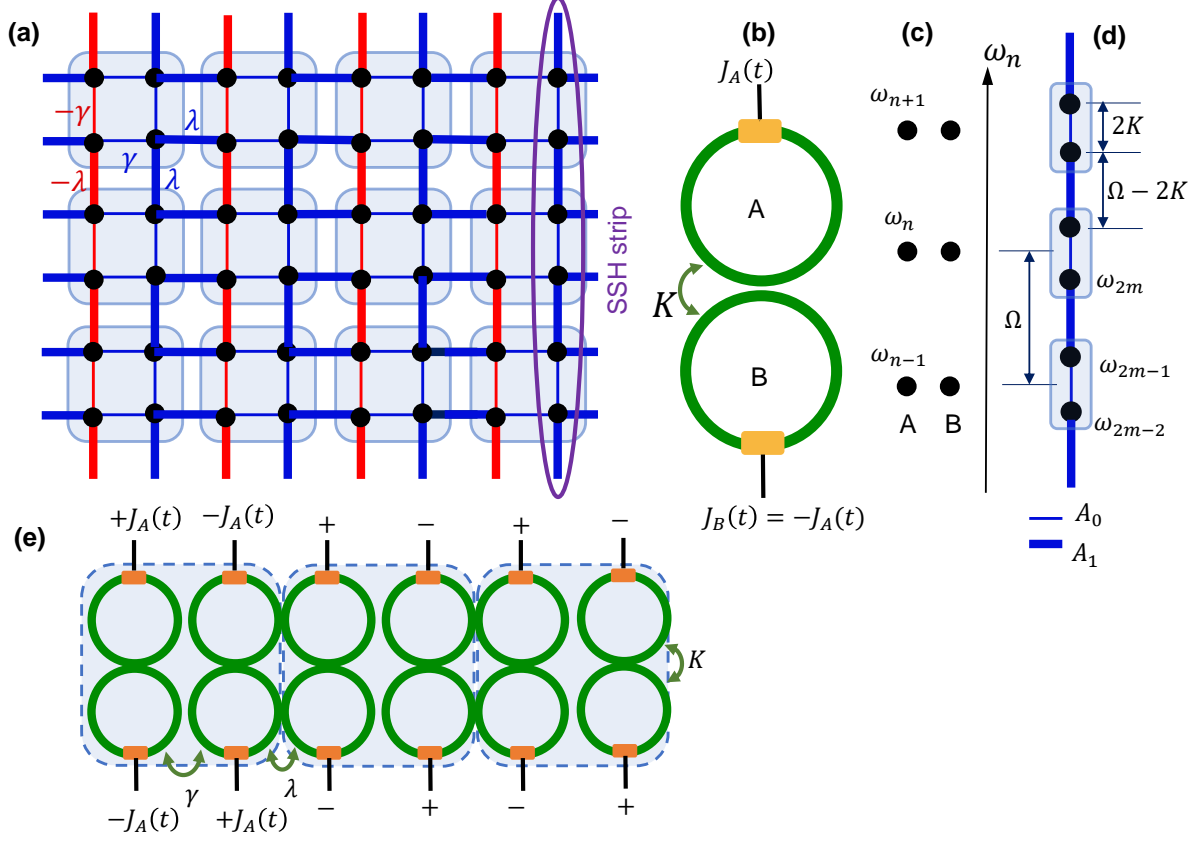 (a)
−γ
λ
γ
−λ
λ
SSH strip
(b)
J_A(t)
A
K
B
J_B(t) = −J_A(t)
(c)
ω_{n+1}
ω_n
ω_{n−1}
A B
ω_n
Ω
(d)
2K
Ω − 2K
ω_{2m}
ω_{2m−1}
ω_{2m−2}
A_0
A_1
(e)
+J_A(t) −J_A(t) + − + −
K
γ
λ
−J_A(t) +J_A(t) − + − +